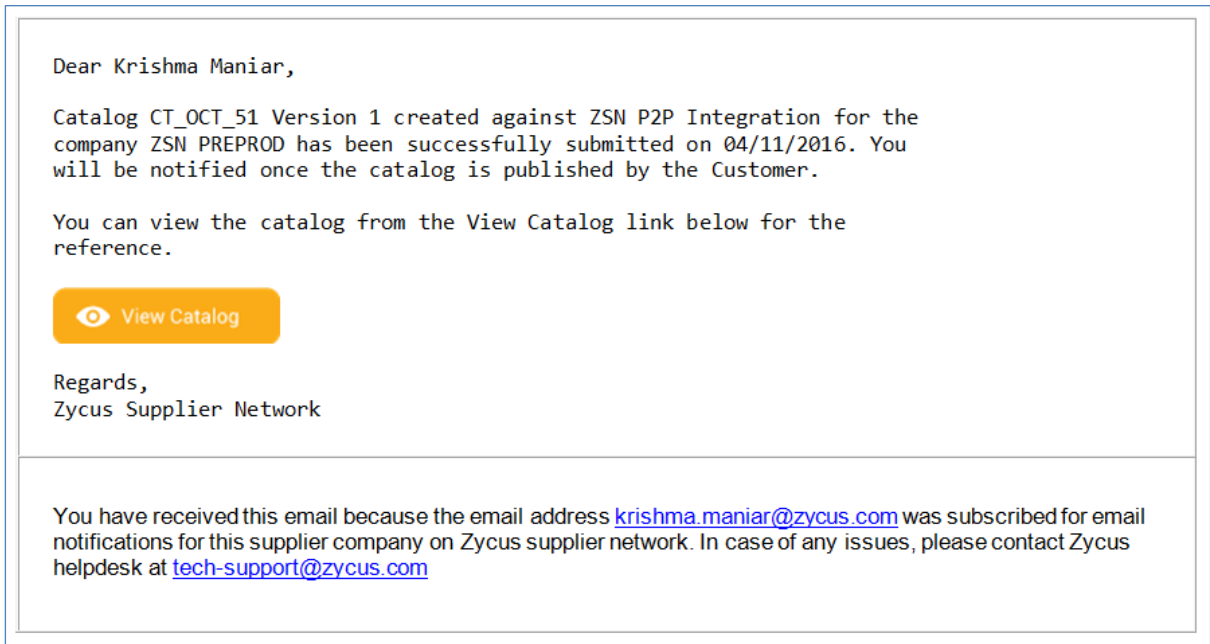 Dear Krishma Maniar,
Catalog CT_OCT_51 Version 1 created against ZSN P2P Integration for the
company ZSN PREPROD has been successfully submitted on 04/11/2016. You
will be notified once the catalog is published by the Customer.
You can view the catalog from the View Catalog link below for the
reference.
View Catalog
Regards,
Zycus Supplier Network
You have received this email because the email address krishma.maniar@zycus.com was subscribed for email
notifications for this supplier company on Zycus supplier network. In case of any issues, please contact Zycus
helpdesk at tech-support@zycus.com